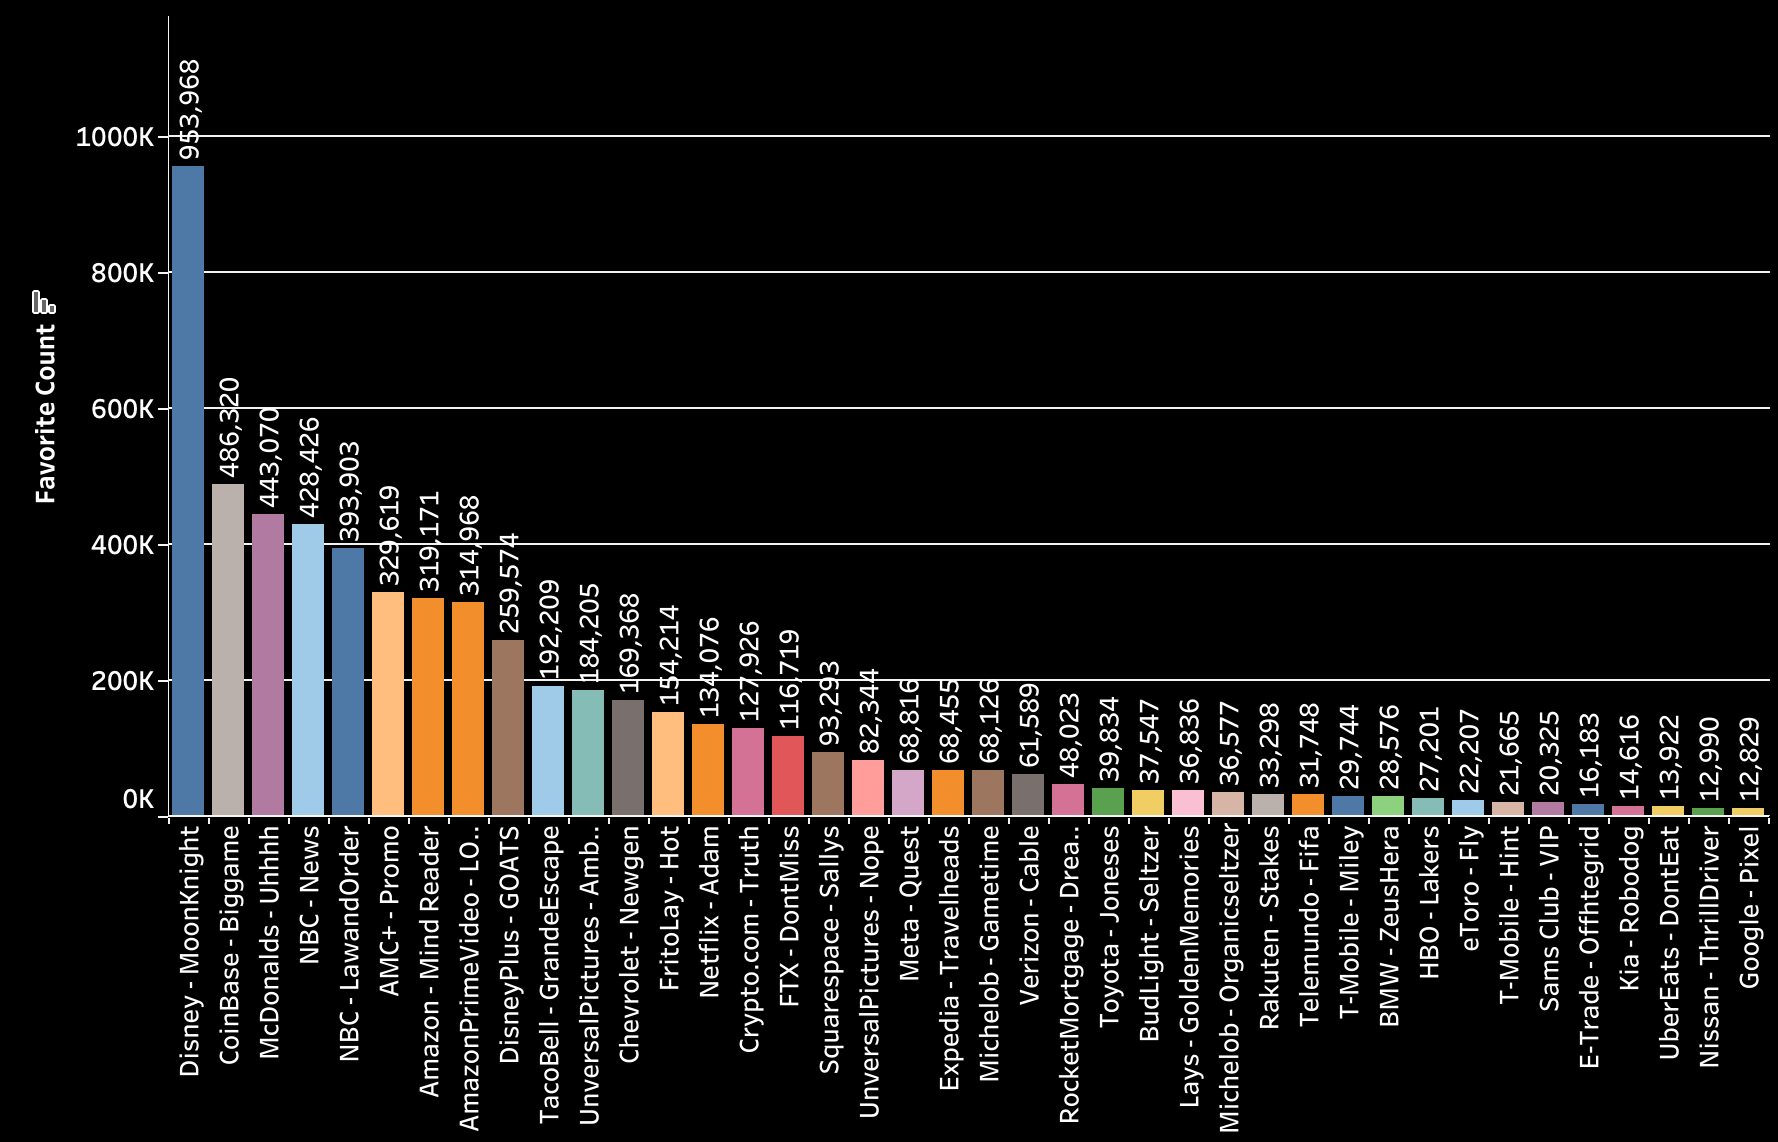 Favorite Count
1000K
800K
600K
400K
200K
0K
953,968
486,320
443,070
428,426
393,903
329,619
319,171
314,968
259,574
192,209
184,205
169,368
154,214
134,076
127,926
116,719
93,293
82,344
68,816
68,455
68,126
61,589
48,023
39,834
37,547
36,836
36,577
33,298
31,748
29,744
28,576
27,201
22,207
21,665
20,325
16,183
14,616
13,922
12,990
12,829
Disney - MoonKnight
CoinBase - Biggame
McDonalds - Uhhhh
NBC - News
NBC - LawandOrder
AMC+ - Promo
Amazon - Mind Reader
AmazonPrimeVideo - LO..
DisneyPlus - GOATS
TacoBell - GrandeEscape
UnversalPictures - Amb..
Chevrolet - Newgen
FritoLay - Hot
Netflix - Adam
Crypto.com - Truth
FTX - DontMiss
Squarespace - Sallys
UnversalPictures - Nope
Meta - Quest
Expedia - Travelheads
Michelob - Gametime
Verizon - Cable
RocketMortgage - Drea..
Toyota - Joneses
BudLight - Seltzer
Lays - GoldenMemories
Michelob - Organicseltzer
Rakuten - Stakes
Telemundo - Fifa
T-Mobile - Miley
BMW - ZeusHera
HBO - Lakers
eToro - Fly
T-Mobile - Hint
Sams Club - VIP
E-Trade - Offhtegrid
Kia - Robodog
UberEats - DontEat
Nissan - ThrillDriver
Google - Pixel